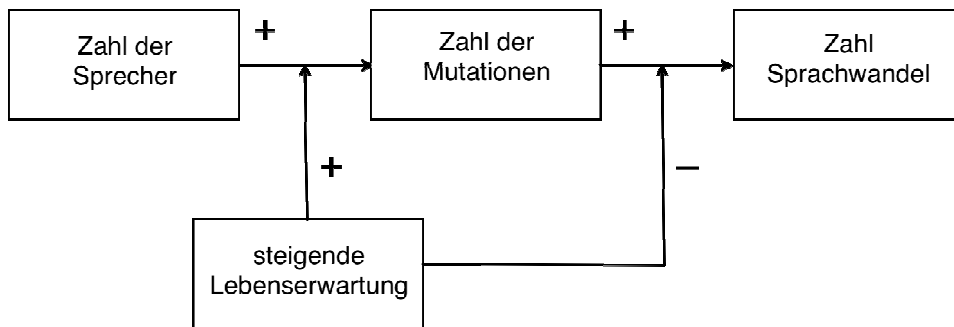 Zahl der
Sprecher
+
Zahl der
Mutationen
+
Zahl
Sprachwandel
+
−
steigende
Lebenserwartung